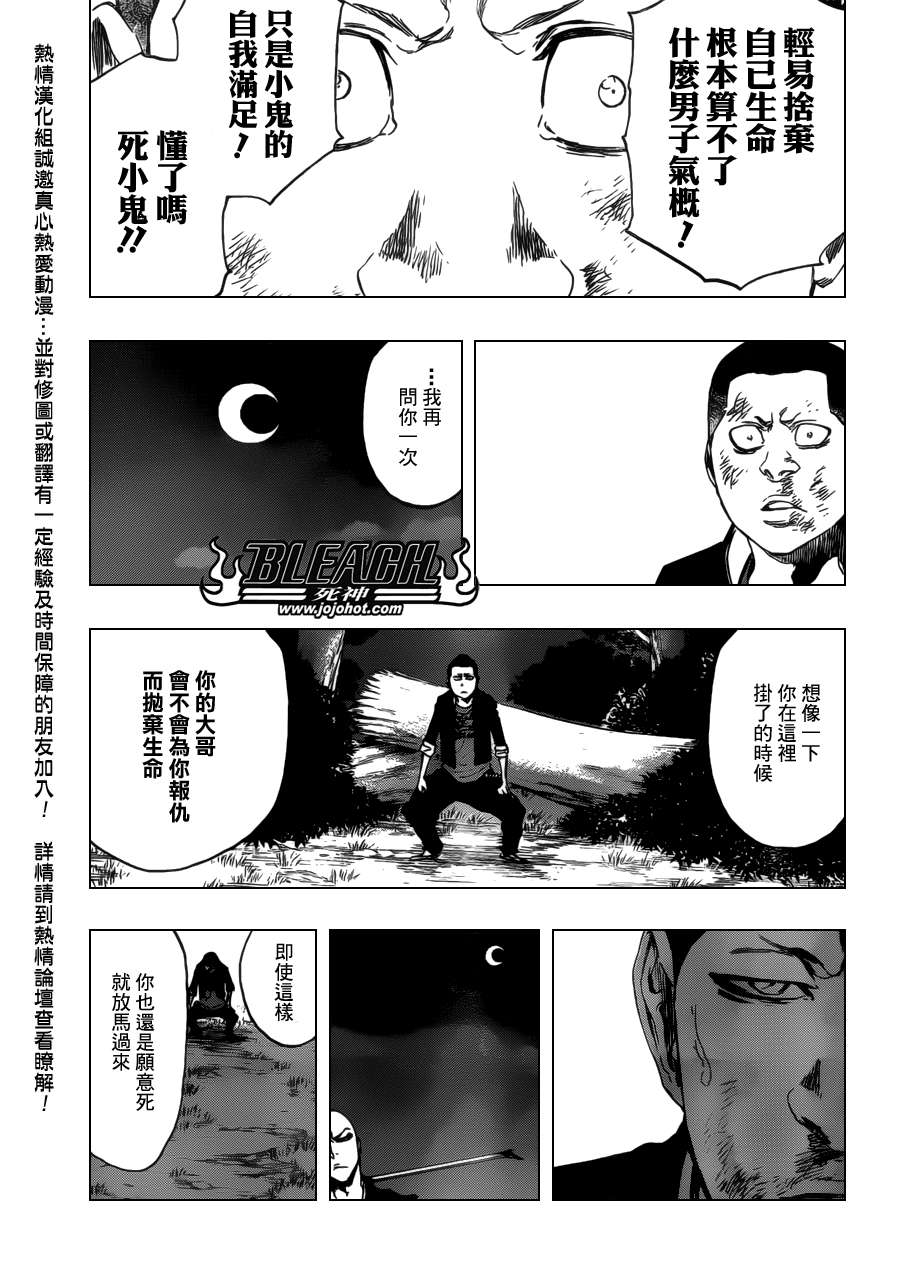 輕易捨棄
自己生命
根本算不了
什麼男子氣概！
只是小鬼的
自我滿足！
懂了嗎
死小鬼！！
…我再
問你一次
BLEACH
死神
www.jojohot.com
想像一下
你在這裡
掛了的時候
你的大哥
會不會為你報仇
而拋棄生命
即使這樣
你也還是願意死
就放馬過來
熱情漢化組誠邀真心熱愛動漫…並對修圖或翻譯有一定經驗及時間保障的朋友加入！ 詳情請到熱情論壇查看瞭解！